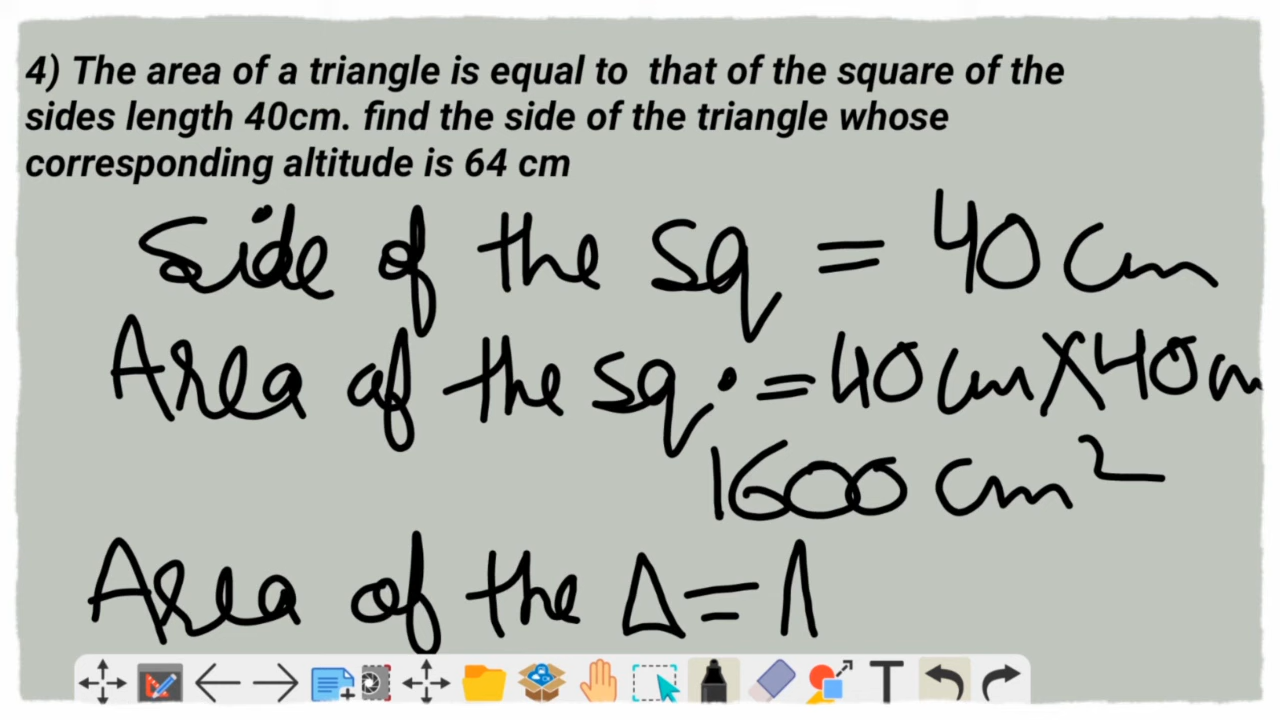 4) The area of a triangle is equal to that of the square of the
sides length 40cm. find the side of the triangle whose
corresponding altitude is 64 cm
Side of the sq = 40 cm
Area of the sq. = 40 cm X 40 cm
1600 cm²
Area of the Δ =
T